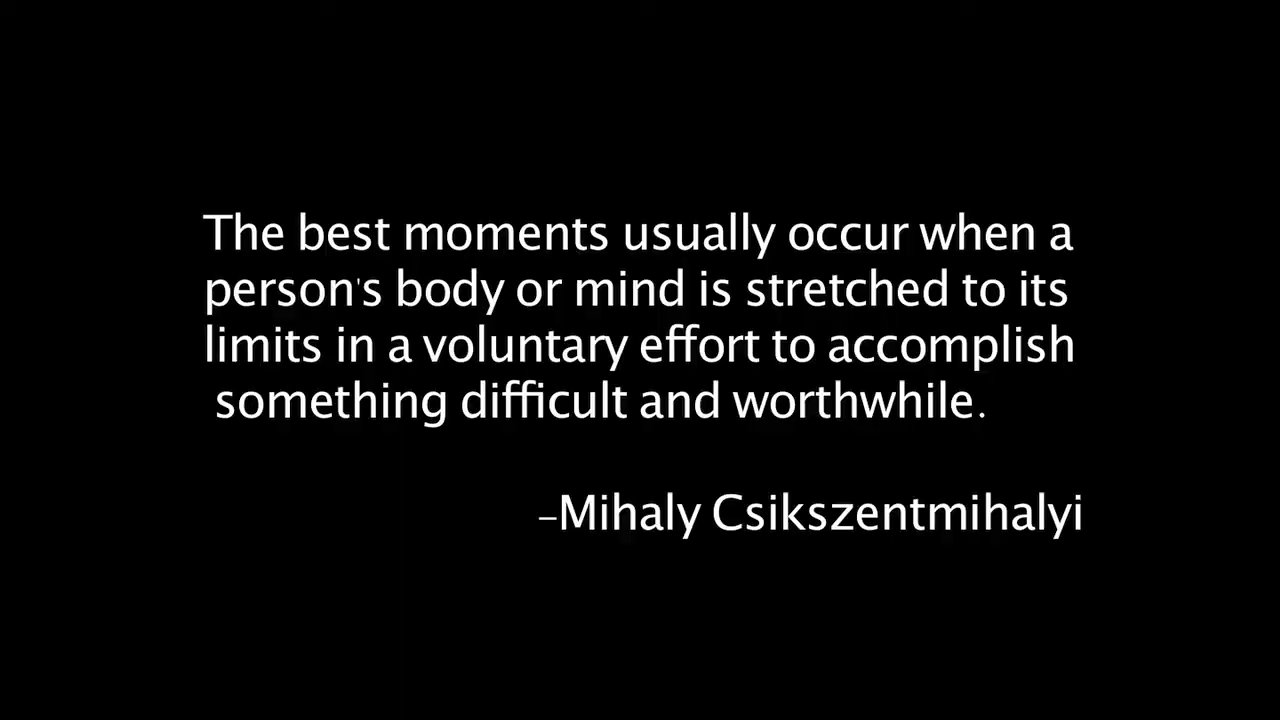 The best moments usually occur when a
person's body or mind is stretched to its
limits in a voluntary effort to accomplish
something difficult and worthwhile.
–Mihaly Csikszentmihalyi